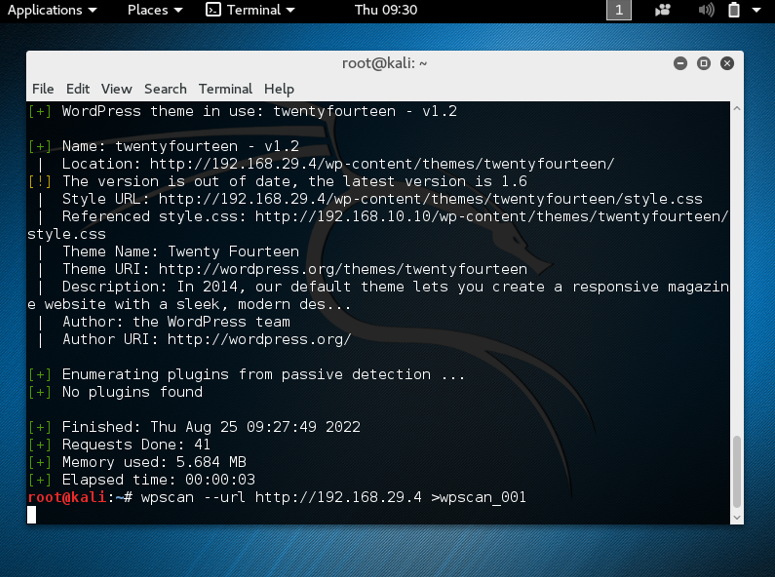 Applications Places Terminal Thu 09:30 1
root@kali: ~
File Edit View Search Terminal Help
[+] WordPress theme in use: twentyfourteen - v1.2
[+] Name: twentyfourteen - v1.2
 |  Location: http://192.168.29.4/wp-content/themes/twentyfourteen/
[!] The version is out of date, the latest version is 1.6
 |  Style URL: http://192.168.29.4/wp-content/themes/twentyfourteen/style.css
 |  Referenced style.css: http://192.168.10.10/wp-content/themes/twentyfourteen/
style.css
 |  Theme Name: Twenty Fourteen
 |  Theme URI: http://wordpress.org/themes/twentyfourteen
 |  Description: In 2014, our default theme lets you create a responsive magazin
e website with a sleek, modern des...
 |  Author: the WordPress team
 |  Author URI: http://wordpress.org/
[+] Enumerating plugins from passive detection ...
[+] No plugins found
[+] Finished: Thu Aug 25 09:27:49 2022
[+] Requests Done: 41
[+] Memory used: 5.684 MB
[+] Elapsed time: 00:00:03
root@kali:~# wpscan --url http://192.168.29.4 >wpscan_001